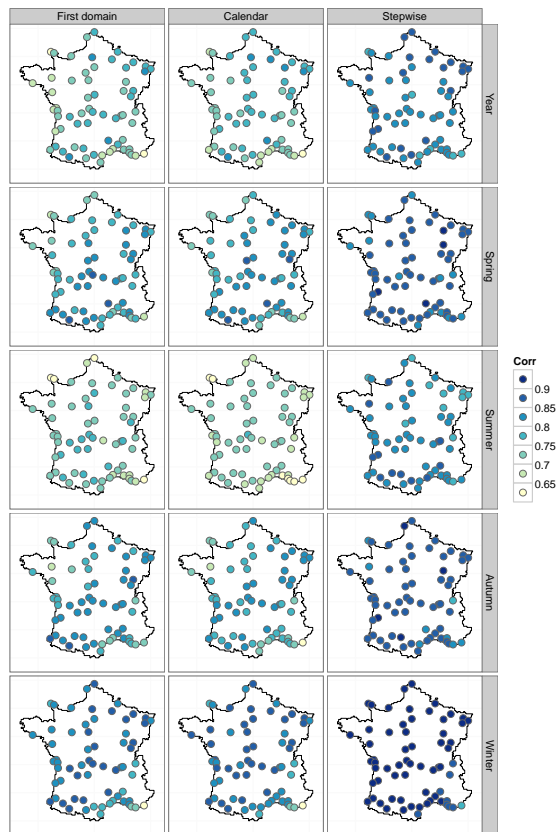 First domain Calendar Stepwise
Year
Spring
Summer
Autumn
Winter
Corr
0.9
0.85
0.8
0.75
0.7
0.65